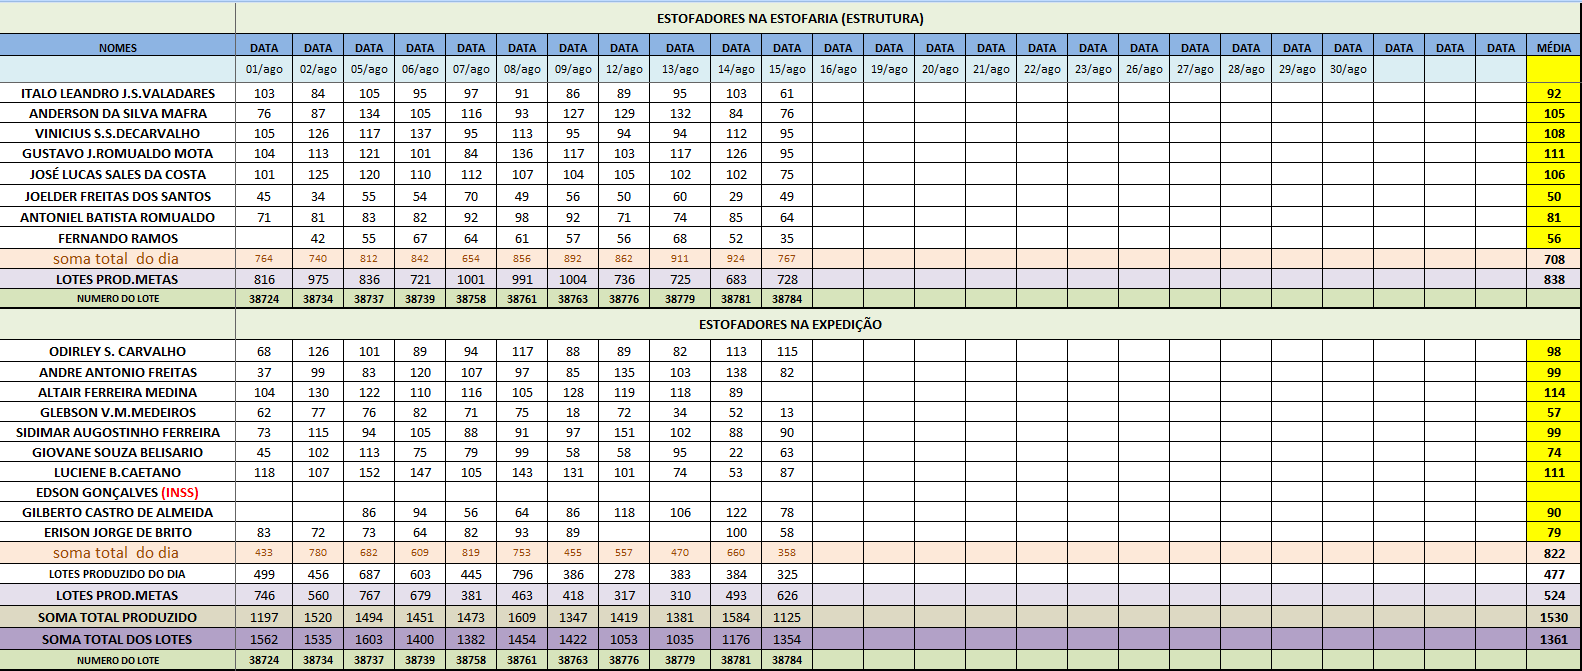 ESTOFADORES NA ESTOFARIA (ESTRUTURA)
NOMES DATA DATA DATA DATA DATA DATA DATA DATA DATA DATA DATA DATA DATA DATA DATA DATA DATA DATA DATA DATA DATA DATA DATA DATA DATA MÉDIA
01/ago 02/ago 05/ago 06/ago 07/ago 08/ago 09/ago 12/ago 13/ago 14/ago 15/ago 16/ago 19/ago 20/ago 21/ago 22/ago 23/ago 26/ago 27/ago 28/ago 29/ago 30/ago
ITALO LEANDRO J.S.VALADARES 103 84 105 95 97 91 86 89 95 103 61 92
ANDERSON DA SILVA MAFRA 76 87 134 105 116 93 127 129 132 84 76 105
VINICIUS S.S.DECARVALHO 105 126 117 137 95 113 95 94 94 112 95 108
GUSTAVO J.ROMUALDO MOTA 104 113 121 101 84 136 117 103 117 126 95 111
JOSÉ LUCAS SALES DA COSTA 101 125 120 110 112 107 104 105 102 102 75 106
JOELDER FREITAS DOS SANTOS 45 34 55 54 70 49 56 50 60 29 49 50
ANTONIEL BATISTA ROMUALDO 71 81 83 82 92 98 92 71 74 85 64 81
FERNANDO RAMOS 42 55 67 64 61 57 56 68 52 35 56
soma total do dia 764 740 812 842 654 856 892 862 911 924 767 708
LOTES PROD.METAS 816 975 836 721 1001 991 1004 736 725 683 728 838
NUMERO DO LOTE 38724 38734 38737 38739 38758 38761 38763 38776 38779 38781 38784
ESTOFADORES NA EXPEDIÇÃO
ODIRLEY S. CARVALHO 68 126 101 89 94 117 88 89 82 113 115 98
ANDRE ANTONIO FREITAS 37 99 83 120 107 97 85 135 103 138 82 99
ALTAIR FERREIRA MEDINA 104 130 122 110 116 105 128 119 118 89 114
GLEBSON V.M.MEDEIROS 62 77 76 82 71 75 18 72 34 52 13 57
SIDIMAR AUGOSTINHO FERREIRA 73 115 94 105 88 91 97 151 102 88 90 99
GIOVANE SOUZA BELISARIO 45 102 113 75 79 99 58 58 95 22 63 74
LUCIENE B.CAETANO 118 107 152 147 105 143 131 101 74 53 87 111
EDSON GONÇALVES (INSS)
GILBERTO CASTRO DE ALMEIDA 86 94 56 64 86 118 106 122 78 90
ERISON JORGE DE BRITO 83 72 73 64 82 93 89 100 58 79
soma total do dia 433 780 682 609 819 753 455 557 470 660 358 822
LOTES PRODUZIDO DO DIA 499 456 687 603 445 796 386 278 383 384 325 477
LOTES PROD.METAS 746 560 767 679 381 463 418 317 310 493 626 524
SOMA TOTAL PRODUZIDO 1197 1520 1494 1451 1473 1609 1347 1419 1381 1584 1125 1530
SOMA TOTAL DOS LOTES 1562 1535 1603 1400 1382 1454 1422 1053 1035 1176 1354 1361
NUMERO DO LOTE 38724 38734 38737 38739 38758 38761 38763 38776 38779 38781 38784